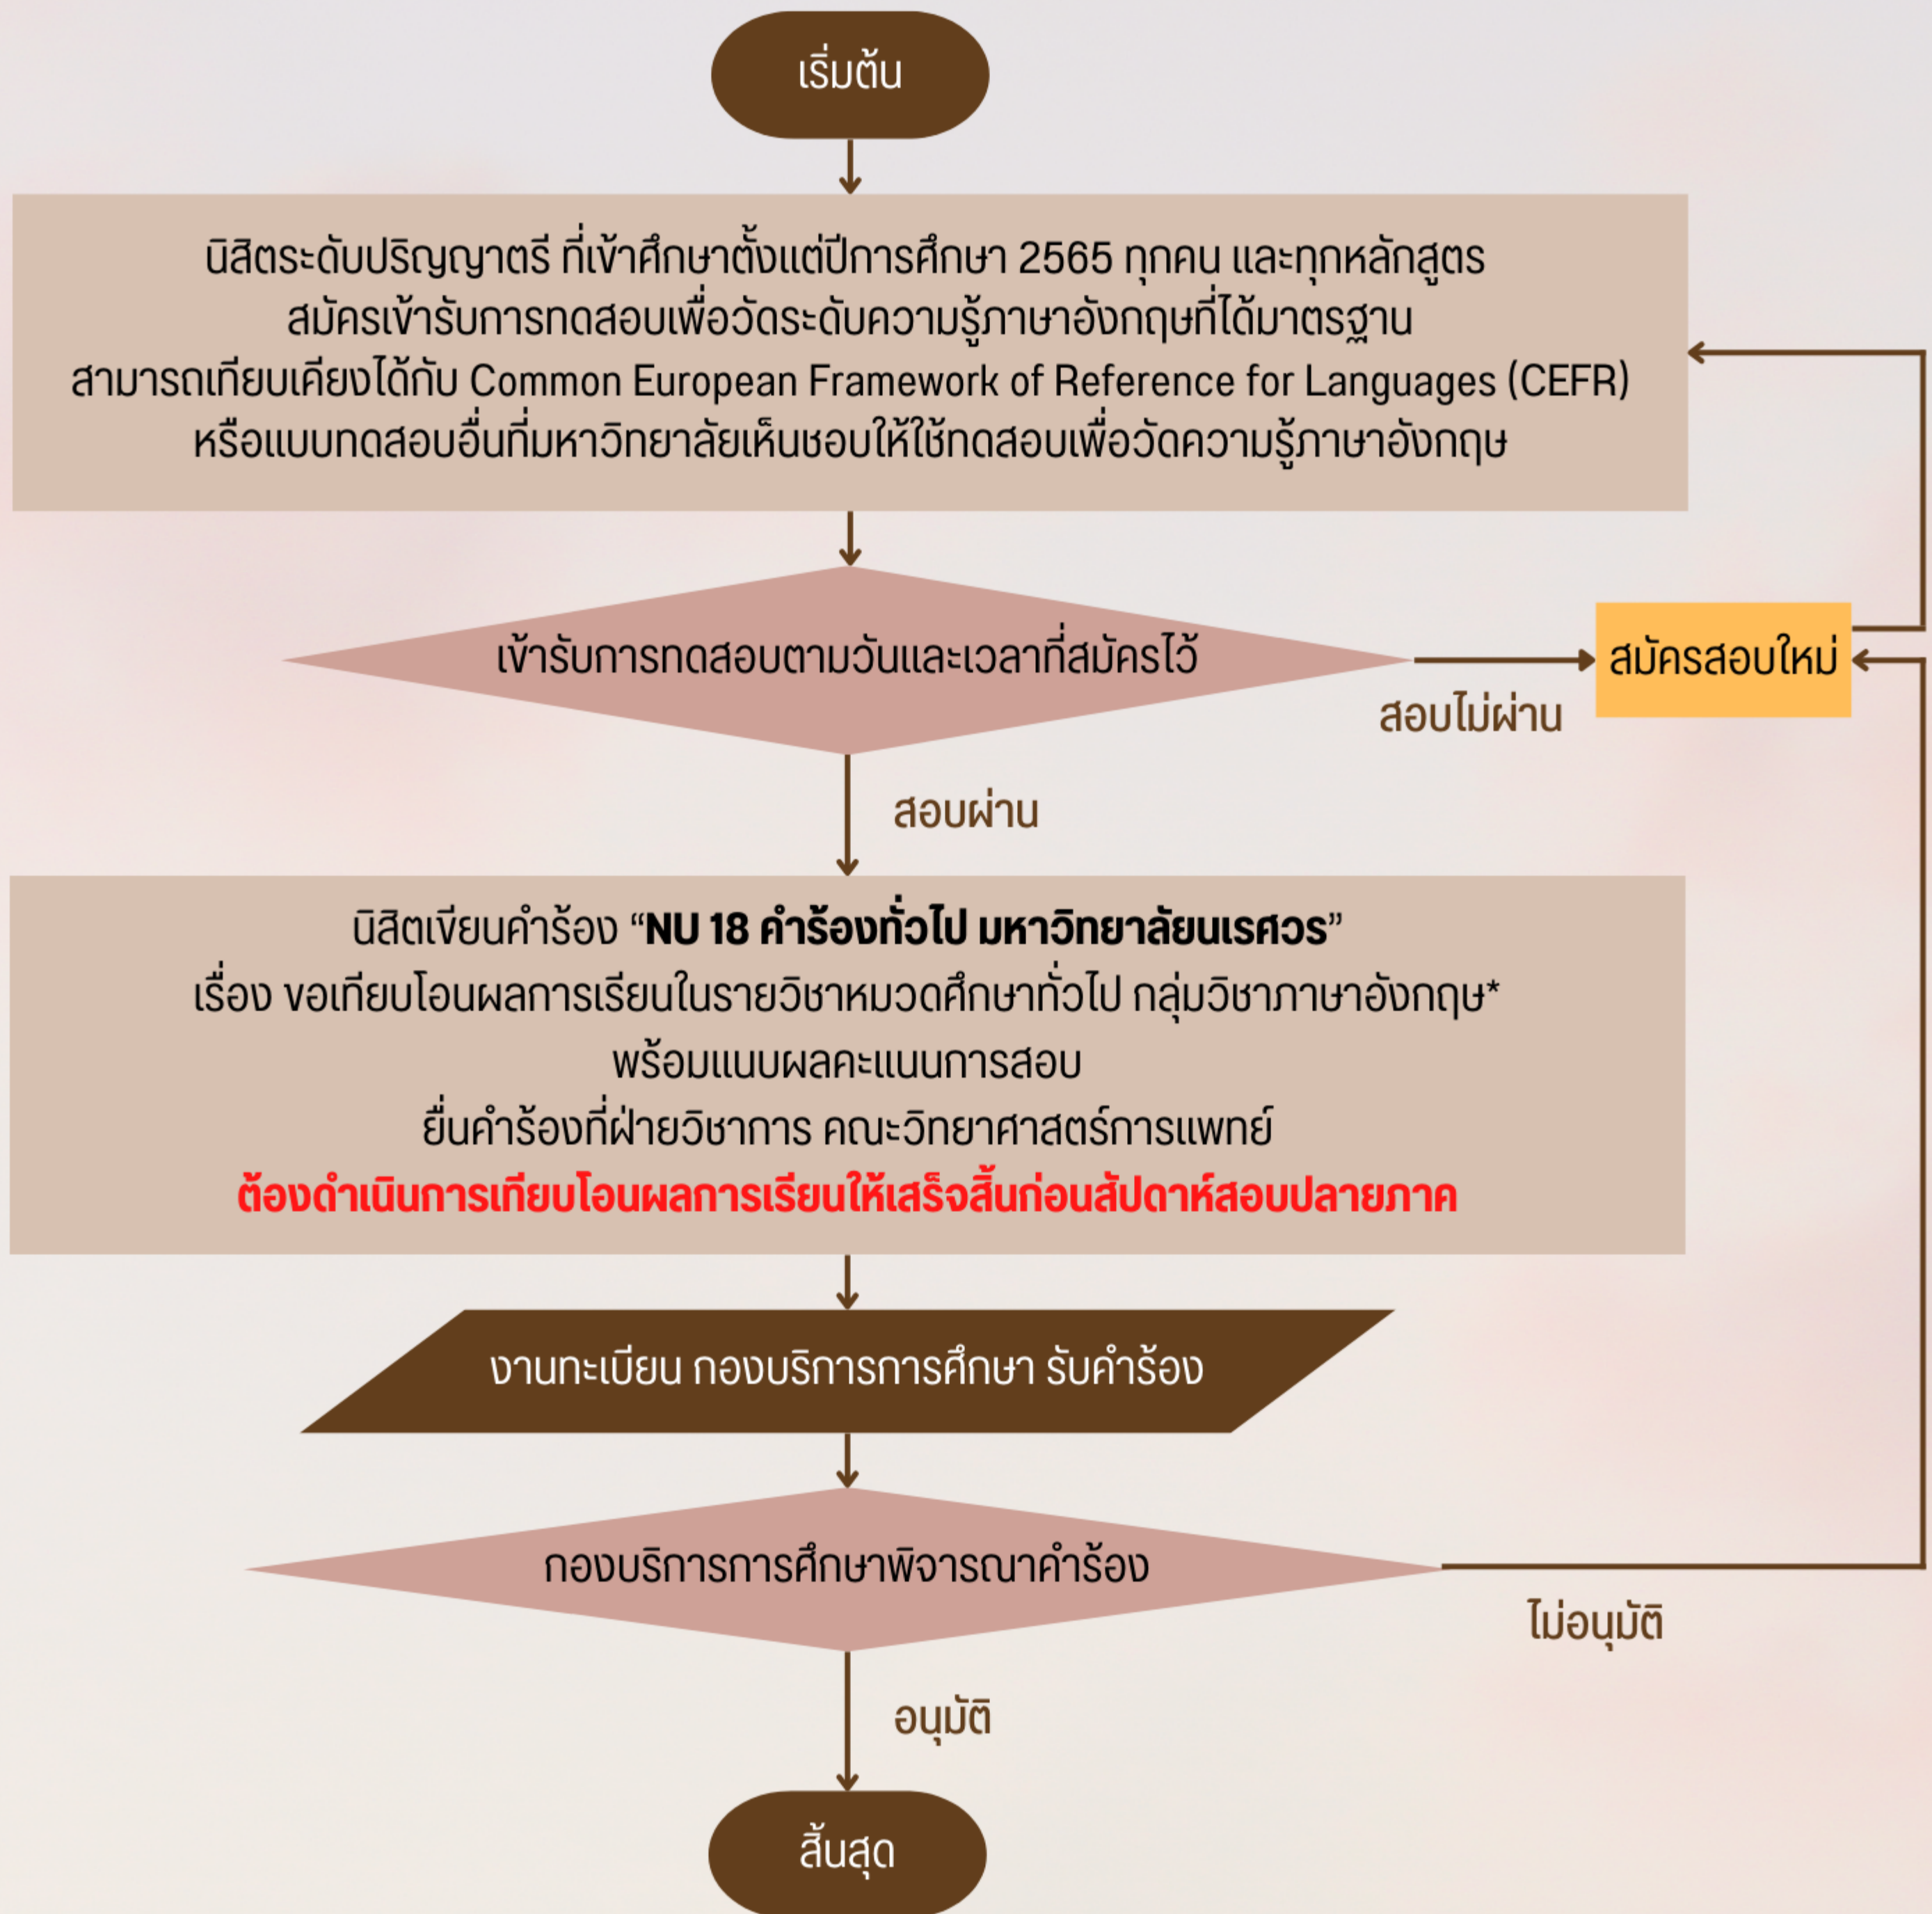 เริ่มต้น
นิสิตระดับปริญญาตรี ที่เข้าศึกษาตั้งแต่ปีการศึกษา 2565 ทุกคน และทุกหลักสูตร
สมัครเข้ารับการทดสอบเพื่อวัดระดับความรู้ภาษาอังกฤษที่ได้มาตรฐาน
สามารถเทียบเคียงได้กับ Common European Framework of Reference for Languages (CEFR)
หรือแบบทดสอบอื่นที่มหาวิทยาลัยเห็นชอบให้ใช้ทดสอบเพื่อวัดความรู้ภาษาอังกฤษ
เข้ารับการทดสอบตามวันและเวลาที่สมัครไว้
สมัครสอบใหม่
สอบไม่ผ่าน
สอบผ่าน
นิสิตเขียนคำร้อง “NU 18 คำร้องทั่วไป มหาวิทยาลัยนเรศวร”
เรื่อง ขอเทียบโอนผลการเรียนในรายวิชาหมวดศึกษาทั่วไป กลุ่มวิชาภาษาอังกฤษ*
พร้อมแนบผลคะแนนการสอบ
ยื่นคำร้องที่ฝ่ายวิชาการ คณะวิทยาศาสตร์การแพทย์
ต้องดำเนินการเทียบโอนผลการเรียนให้เสร็จสิ้นก่อนสัปดาห์สอบปลายภาค
งานทะเบียน กองบริการการศึกษา รับคำร้อง
กองบริการการศึกษาพิจารณาคำร้อง
ไม่อนุมัติ
อนุมัติ
สิ้นสุด